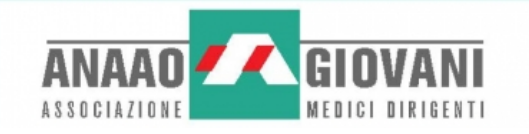 ANAAO GIOVANI
ASSOCIAZIONE MEDICI DIRIGENTI